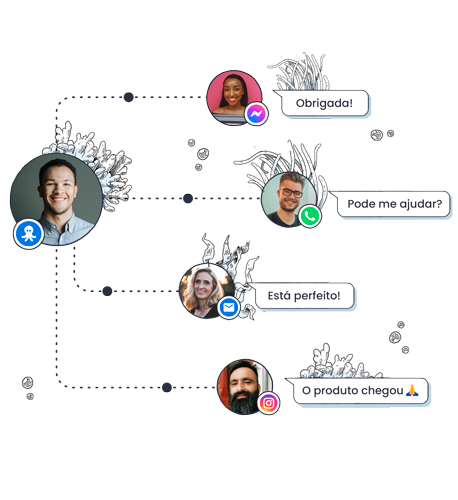 Obrigada!
Pode me ajudar?
Está perfeito!
O produto chegou 🙏